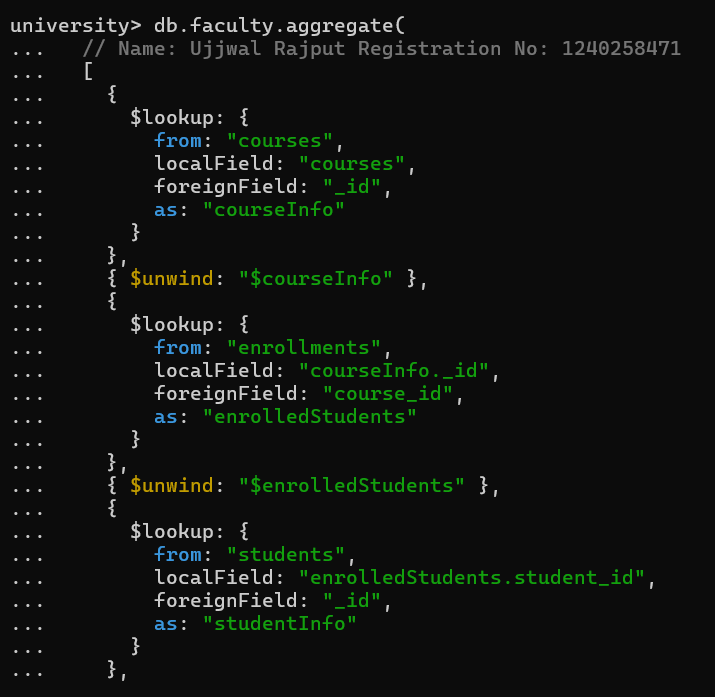 university> db.faculty.aggregate(
...   // Name: Ujjwal Rajput Registration No: 1240258471
...   [
...     {
...       $lookup: {
...         from: "courses",
...         localField: "courses",
...         foreignField: "_id",
...         as: "courseInfo"
...       }
...     },
...     { $unwind: "$courseInfo" },
...     {
...       $lookup: {
...         from: "enrollments",
...         localField: "courseInfo._id",
...         foreignField: "course_id",
...         as: "enrolledStudents"
...       }
...     },
...     { $unwind: "$enrolledStudents" },
...     {
...       $lookup: {
...         from: "students",
...         localField: "enrolledStudents.student_id",
...         foreignField: "_id",
...         as: "studentInfo"
...       }
...     },